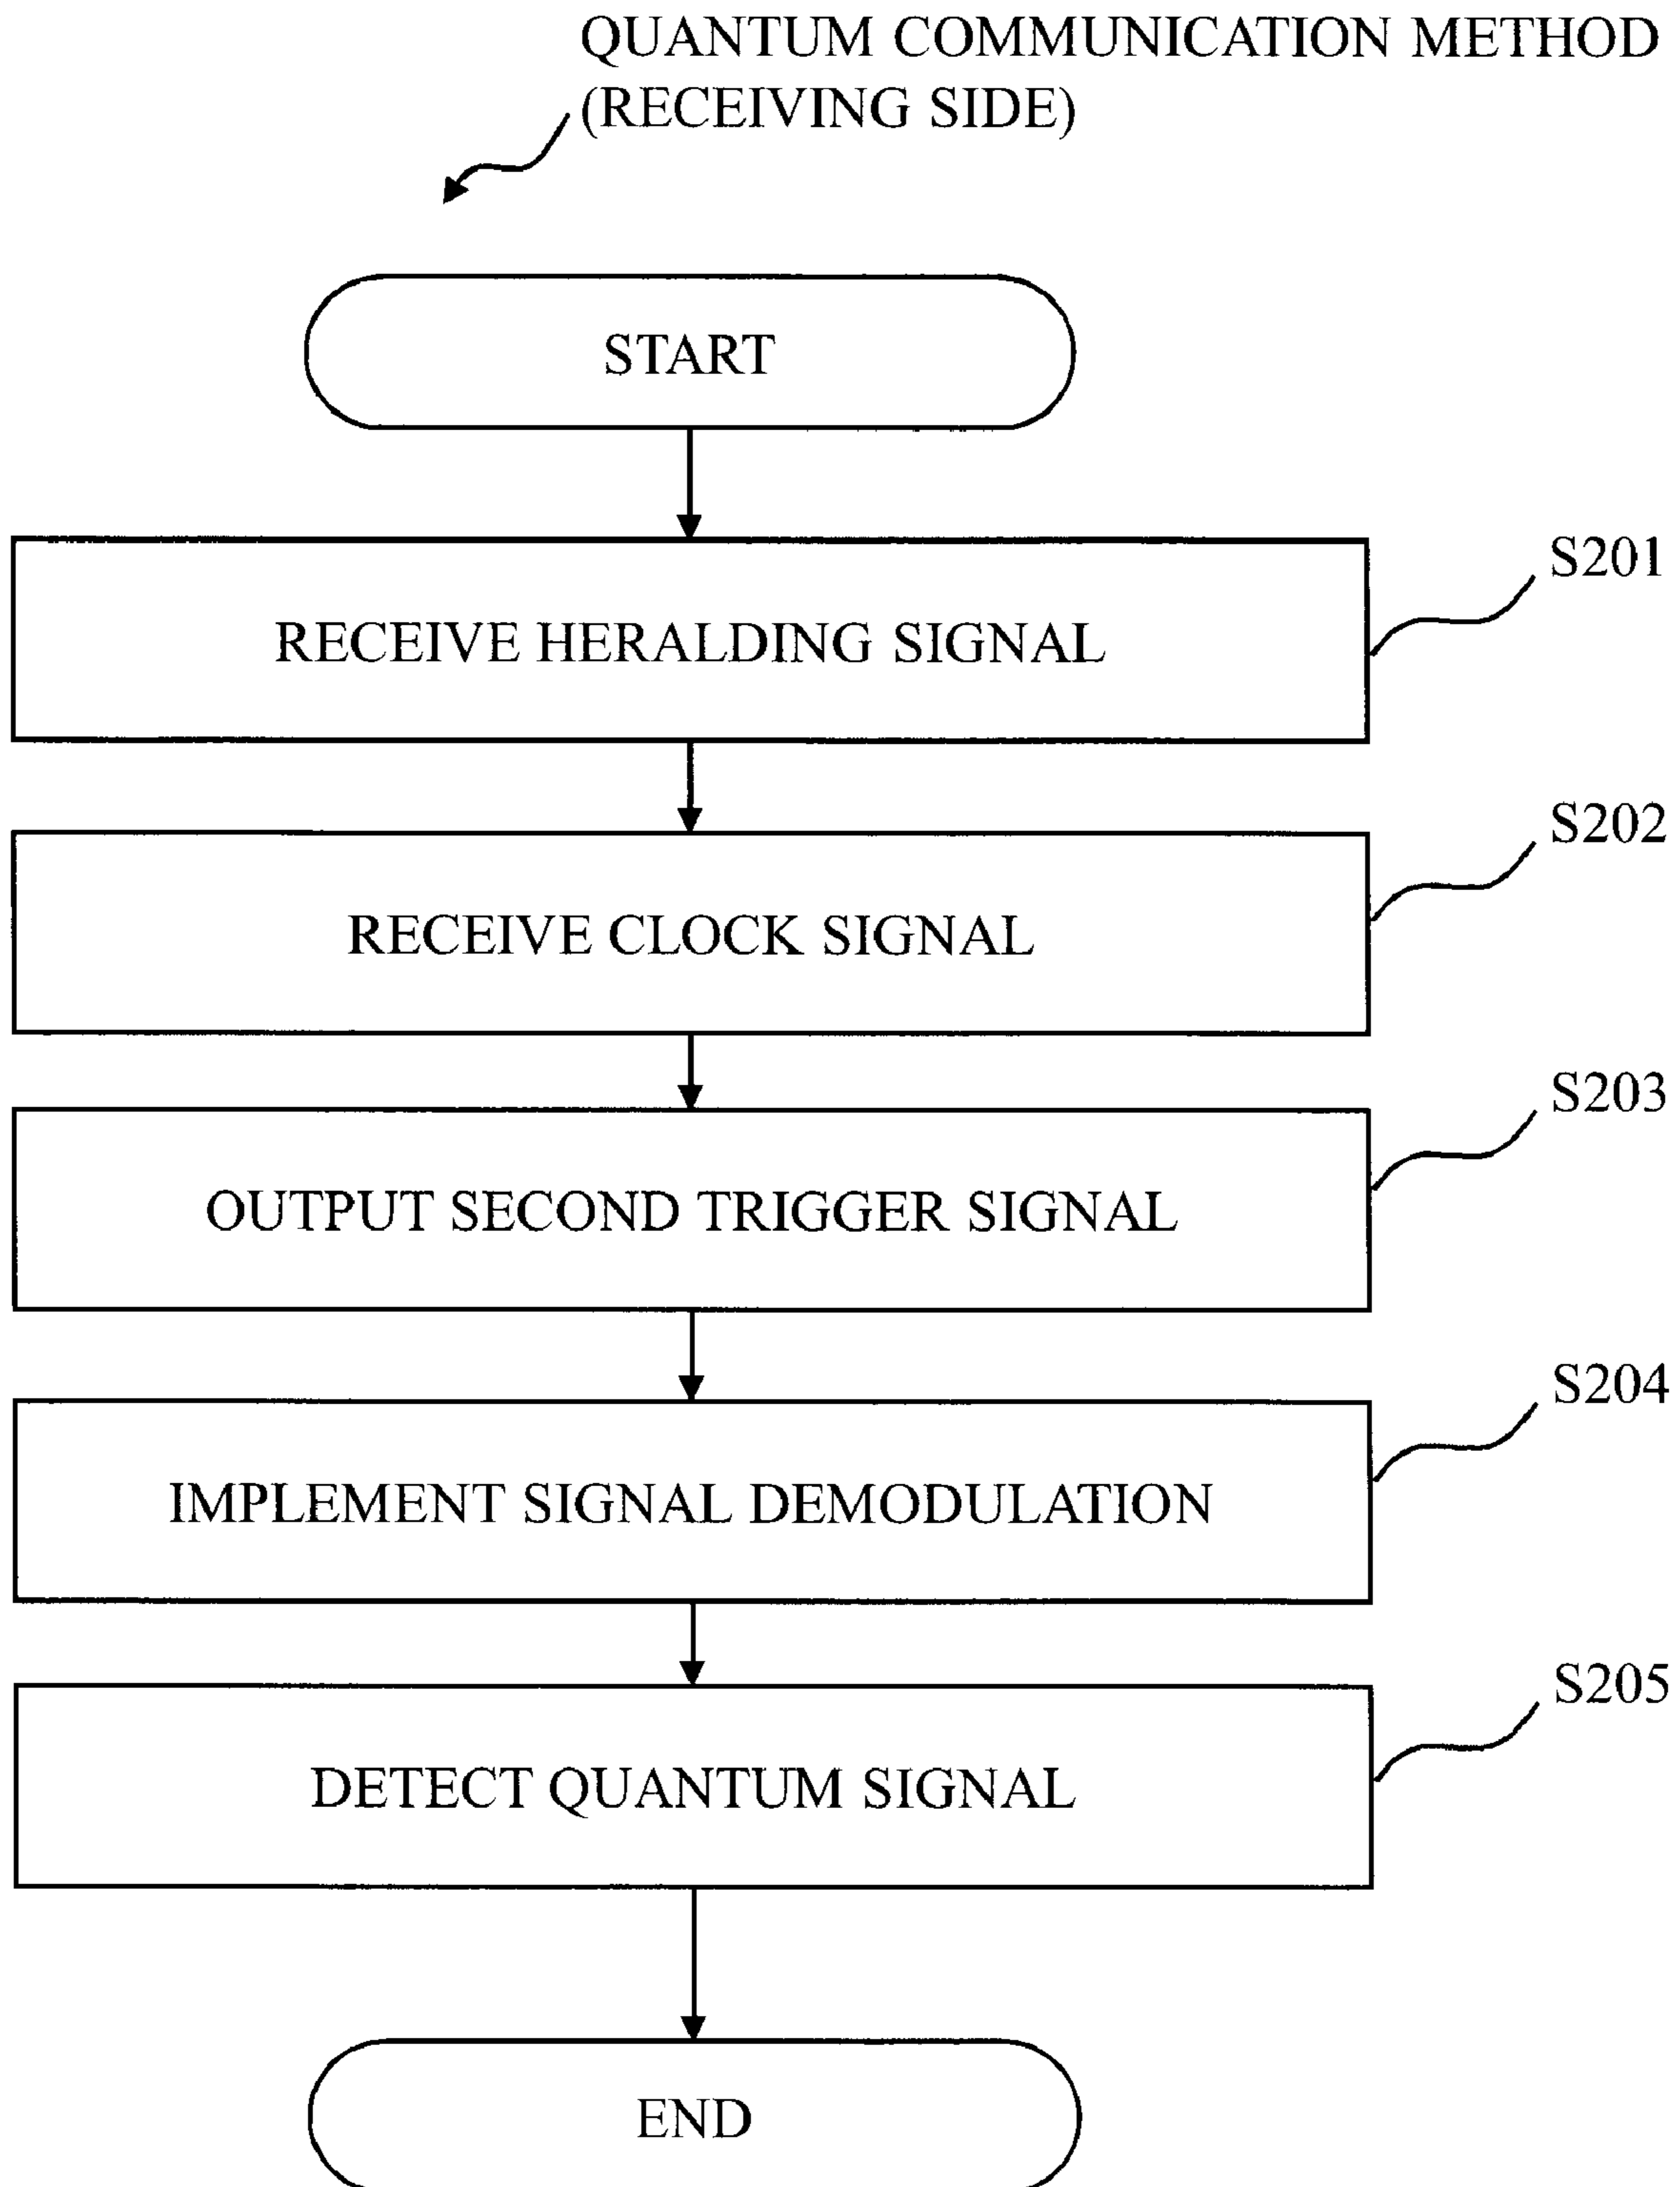 QUANTUM COMMUNICATION METHOD
(RECEIVING SIDE)
START
S201
RECEIVE HERALDING SIGNAL
S202
RECEIVE CLOCK SIGNAL
S203
OUTPUT SECOND TRIGGER SIGNAL
S204
IMPLEMENT SIGNAL DEMODULATION
S205
DETECT QUANTUM SIGNAL
END